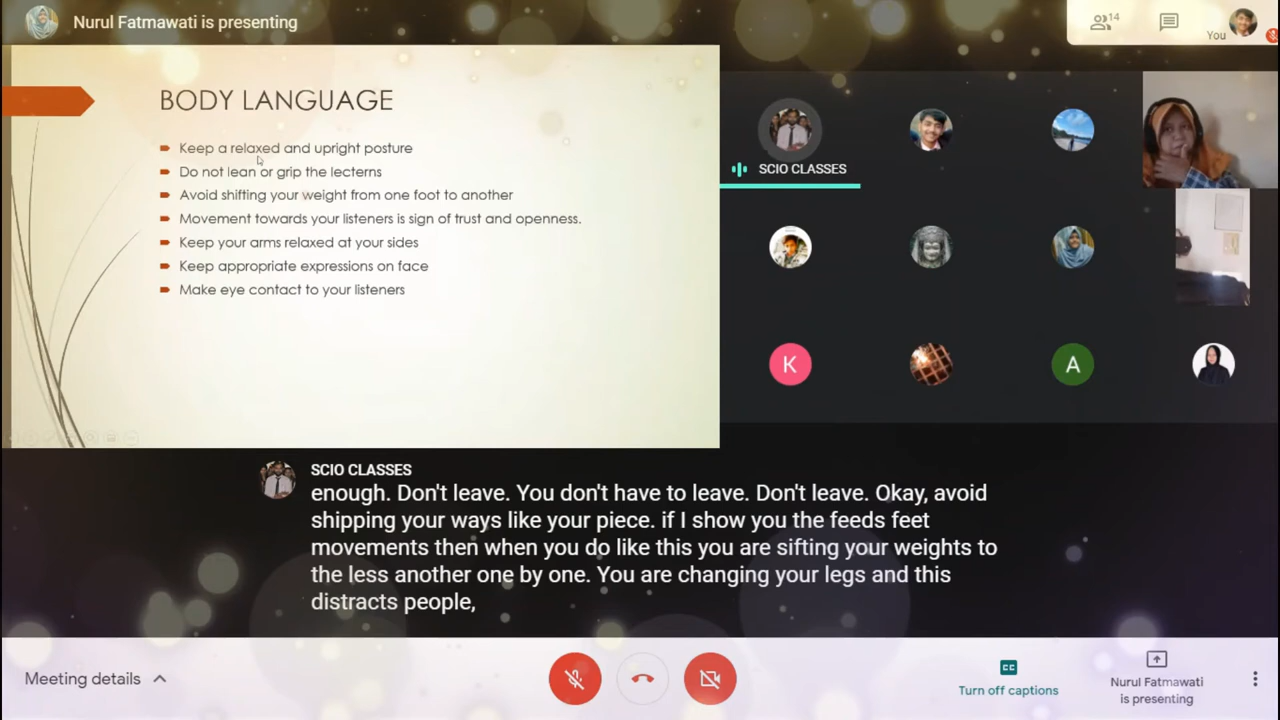 Nurul Fatmawati is presenting
14
You
BODY LANGUAGE
Keep a relaxed and upright posture
Do not lean or grip the lecterns
Avoid shifting your weight from one foot to another
Movement towards your listeners is sign of trust and openness.
Keep your arms relaxed at your sides
Keep appropriate expressions on face
Make eye contact to your listeners
SCIO CLASSES
K
A
SCIO CLASSES
enough. Don't leave. You don't have to leave. Don't leave. Okay, avoid
shipping your ways like your piece. if I show you the feeds feet
movements then when you do like this you are sifting your weights to
the less another one by one. You are changing your legs and this
distracts people,
Meeting details
CC
Turn off captions
Nurul Fatmawati
is presenting